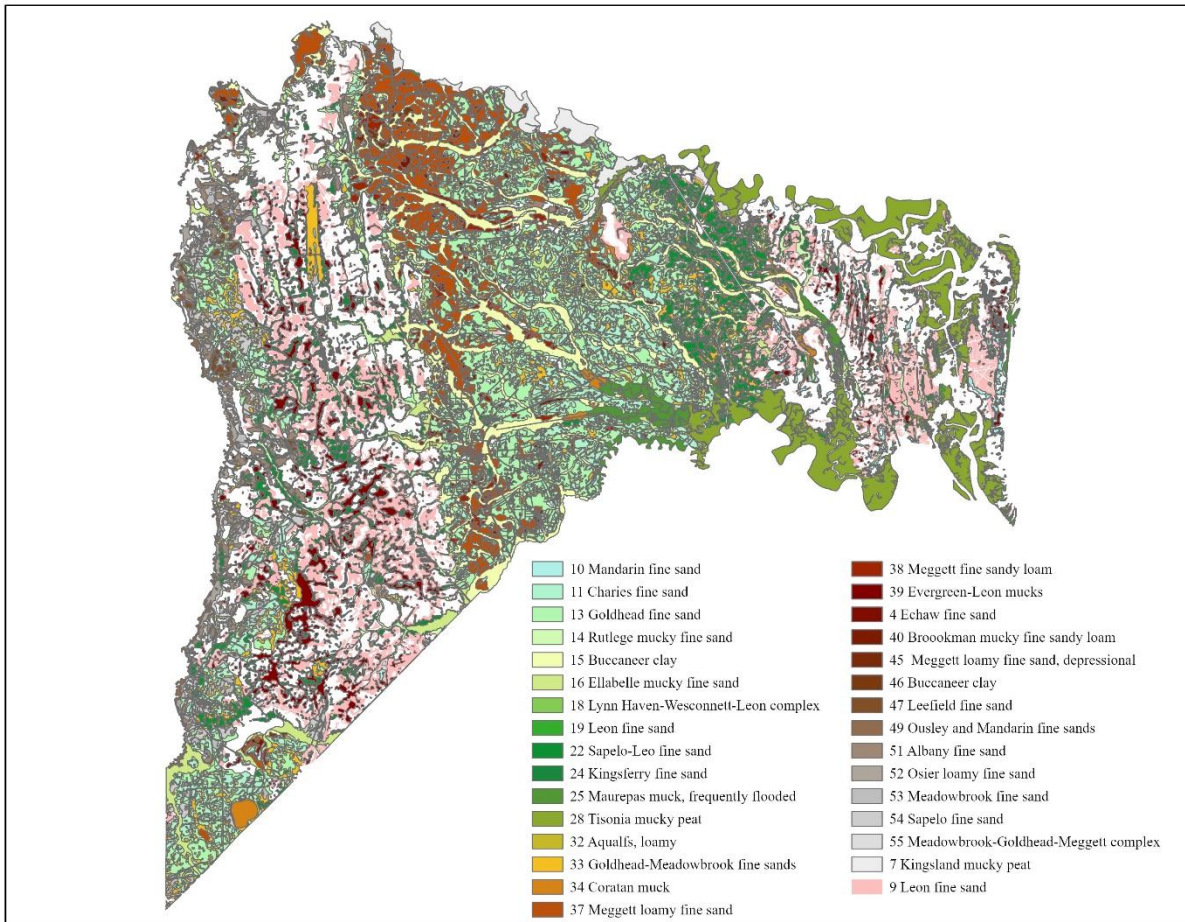 10 Mandarin fine sand
11 Charies fine sand
13 Goldhead fine sand
14 Rutlege mucky fine sand
15 Buccaneer clay
16 Ellabelle mucky fine sand
18 Lynn Haven-Wesconnett-Leon complex
19 Leon fine sand
22 Sapelo-Leo fine sand
24 Kingsferry fine sand
25 Maurepas muck, frequently flooded
28 Tisonia mucky peat
32 Aqualfs, loamy
33 Goldhead-Meadowbrook fine sands
34 Coratan muck
37 Meggett loamy fine sand
38 Meggett fine sandy loam
39 Evergreen-Leon mucks
4 Echaw fine sand
40 Broookman mucky fine sandy loam
45 Meggett loamy fine sand, depressional
46 Buccaneer clay
47 Leefield fine sand
49 Ousley and Mandarin fine sands
51 Albany fine sand
52 Osier loamy fine sand
53 Meadowbrook fine sand
54 Sapelo fine sand
55 Meadowbrook-Goldhead-Meggett complex
7 Kingsland mucky peat
9 Leon fine sand